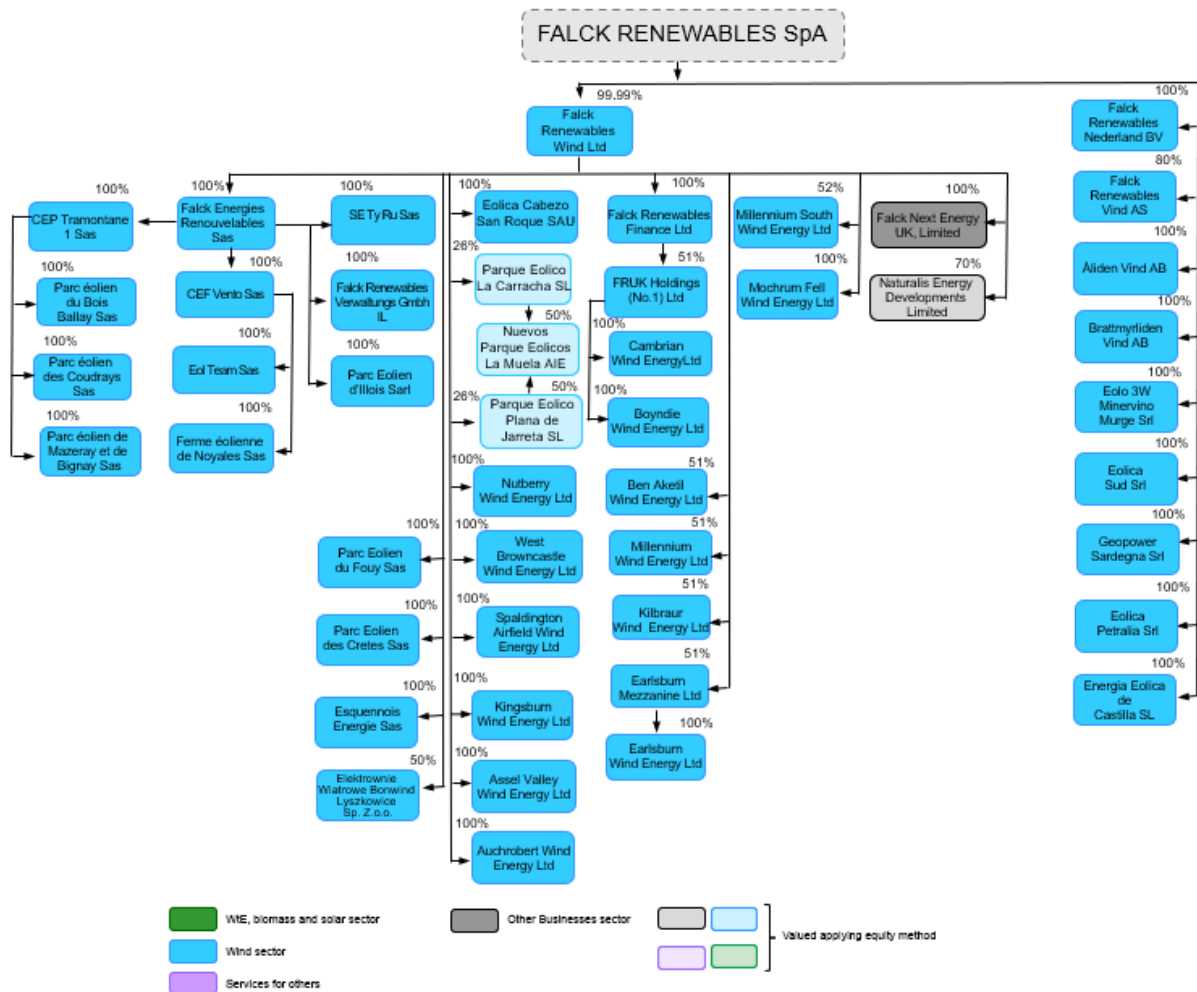 FALCK RENEWABLES SpA
99.99%
Falck
Renewables
Wind Ltd
100%
CEP Tramontane
1 Sas
100%
Parc éolien
du Bois
Ballay Sas
100%
Parc éolien
des Coudrays
Sas
100%
Parc éolien de
Mazeray et de
Bignay Sas
100%
Falck Energies
Renouvelables
Sas
100%
CEF Vento Sas
100%
Eol Team Sas
100%
Ferme éolienne
de Noyales Sas
100%
SE Ty Ru Sas
100%
Falck Renewables
Verwaltungs Gmbh
IL
100%
Parc Eolien
d'Illois Sarl
100%
Parc Eolien
du Fouy Sas
100%
Parc Eolien
des Cretes Sas
100%
Esquennois
Energie Sas
50%
Elektrownie
Wiatrowe Bonwind
Lyszkowice
Sp. Z.o.o.
100%
Eolica Cabezo
San Roque SAU
26%
Parque Eolico
La Carracha SL
50%
Nuevos
Parque Eolicos
La Muela AIE
50%
26%
Parque Eolico
Plana de
Jarreta SL
100%
Nutberry
Wind Energy Ltd
100%
West
Browncastle
Wind Energy Ltd
100%
Spaldington
Airfield Wind
Energy Ltd
100%
Kingsburn
Wind Energy Ltd
100%
Assel Valley
Wind Energy Ltd
100%
Auchrobert Wind
Energy Ltd
100%
Falck Renewables
Finance Ltd
51%
FRUK Holdings
(No.1) Ltd
100%
Cambrian
Wind EnergyLtd
100%
Boyndie
Wind Energy Ltd
51%
Ben Aketil
Wind Energy Ltd
51%
Millennium
Wind Energy Ltd
51%
Kilbraur
Wind Energy Ltd
51%
Earlsburn
Mezzanine Ltd
100%
Earlsburn
Wind Energy Ltd
52%
Millennium South
Wind Energy Ltd
100%
Mochrum Fell
Wind Energy Ltd
100%
Falck Next Energy
UK, Limited
70%
Naturalis Energy
Developments
Limited
100%
Falck
Renewables
Nederland BV
80%
Falck
Renewables
Vind AS
100%
Åliden Vind AB
100%
Brattmyrliden
Vind AB
100%
Eolo 3W
Minervino
Murge Srl
100%
Eolica
Sud Srl
100%
Geopower
Sardegna Srl
100%
Eolica
Petralia Srl
100%
Energia Eolica
de
Castilla SL
WtE, biomass and solar sector
Wind sector
Services for others
Other Businesses sector
Valued applying equity method